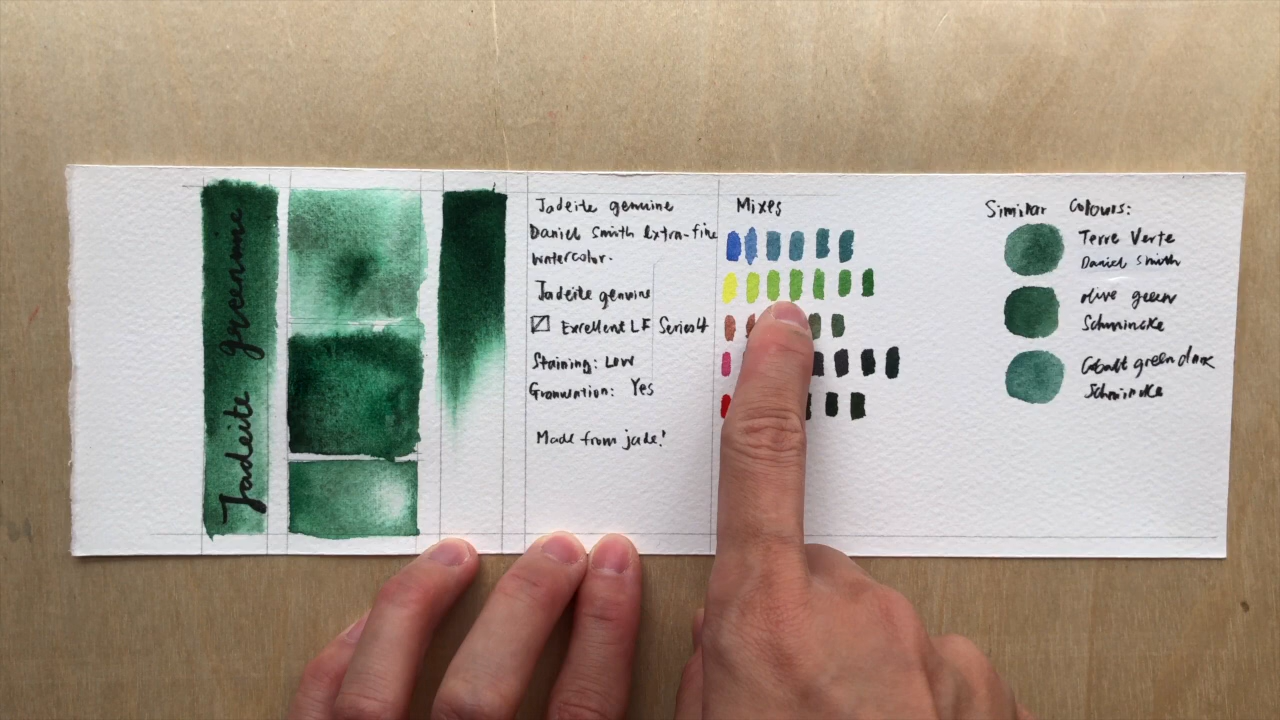 Jadeite genuine
Jadeite genuine
Daniel Smith Extra-fine
Watercolor.
Jadeite genuine
Excellent LF Series 4
Staining: Low
Granulation: Yes
Made from jade!
Mixes
Similar Colours:
Terre Verte
Daniel Smith
olive green
Schmincke
Cobalt green dark
Schmincke